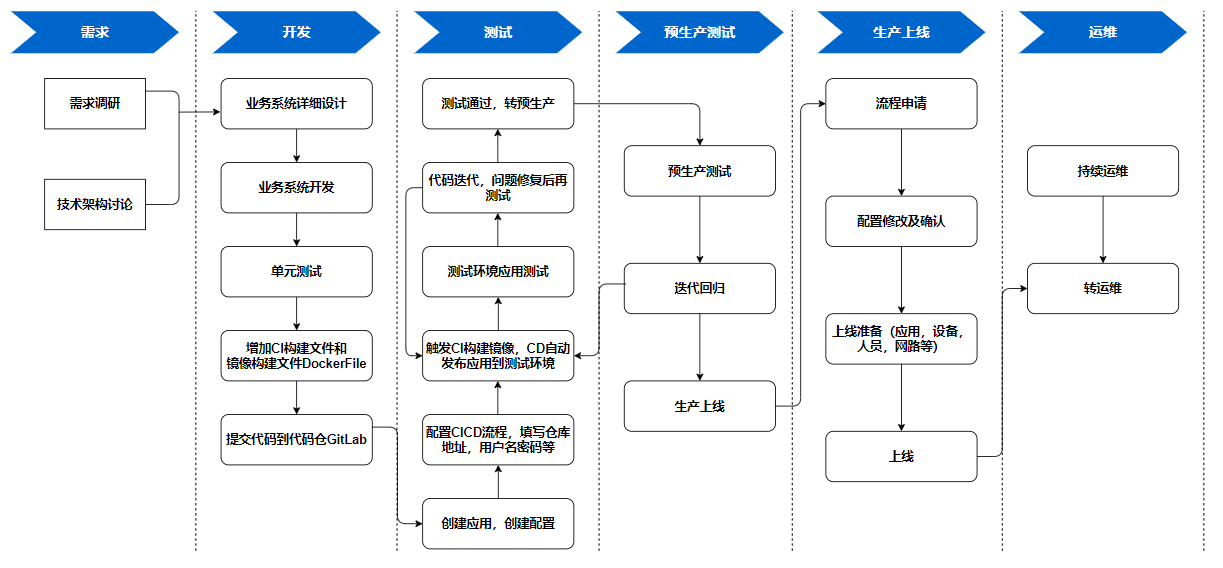 需求
开发
测试
预生产测试
生产上线
运维
需求调研
技术架构讨论
业务系统详细设计
业务系统开发
单元测试
增加CI构建文件和
镜像构建文件DockerFile
提交代码到代码仓GitLab
测试通过，转预生产
代码迭代，问题修复后再
测试
测试环境应用测试
触发CI构建镜像，CD自动
发布应用到测试环境
配置CICD流程，填写仓库
地址，用户名密码等
创建应用，创建配置
预生产测试
迭代回归
生产上线
流程申请
配置修改及确认
上线准备（应用，设备，
人员，网路等）
上线
持续运维
转运维